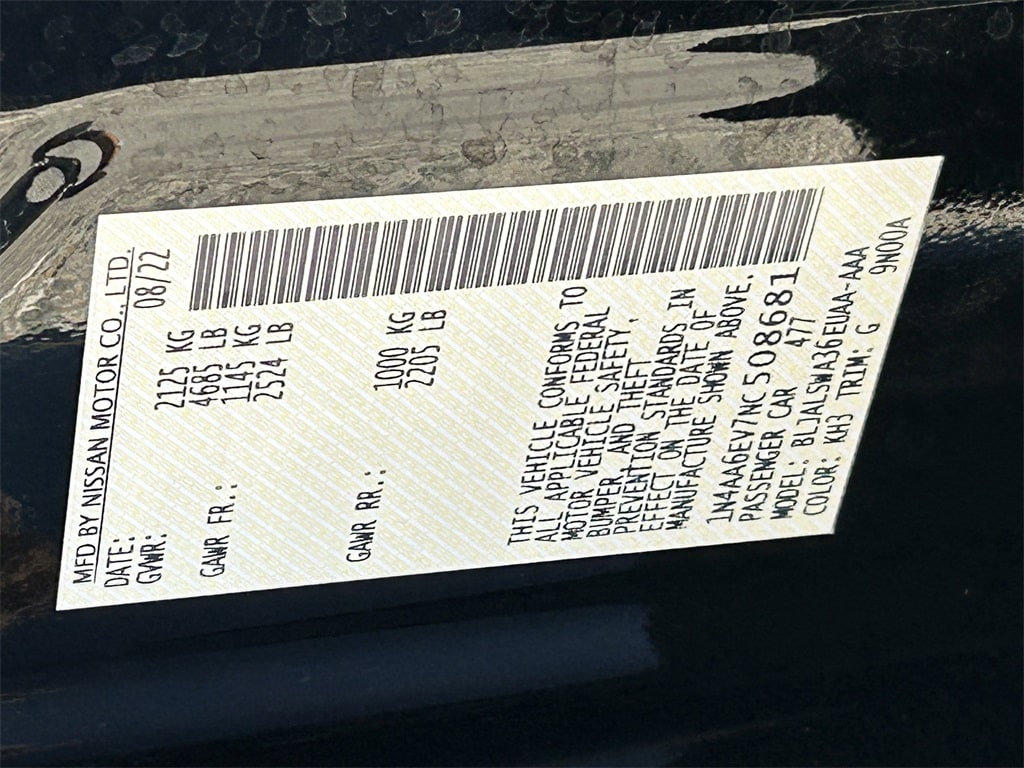 MFD BY NISSAN MOTOR CO., LTD.
DATE: 08/22
GVWR: 2125 KG
4685 LB
GAWR FR.: 1145 KG
2524 LB
GAWR RR.: 1000 KG
2205 LB
THIS VEHICLE CONFORMS TO
ALL APPLICABLE FEDERAL
MOTOR VEHICLE SAFETY,
BUMPER, AND THEFT
PREVENTION STANDARDS IN
EFFECT ON THE DATE OF
MANUFACTURE SHOWN ABOVE.
1N4AA6EV7NC508681
PASSENGER CAR 477
MODEL: BLJALSWA36EUA-AAA
COLOR: KH3 TRIM: G 9N00A